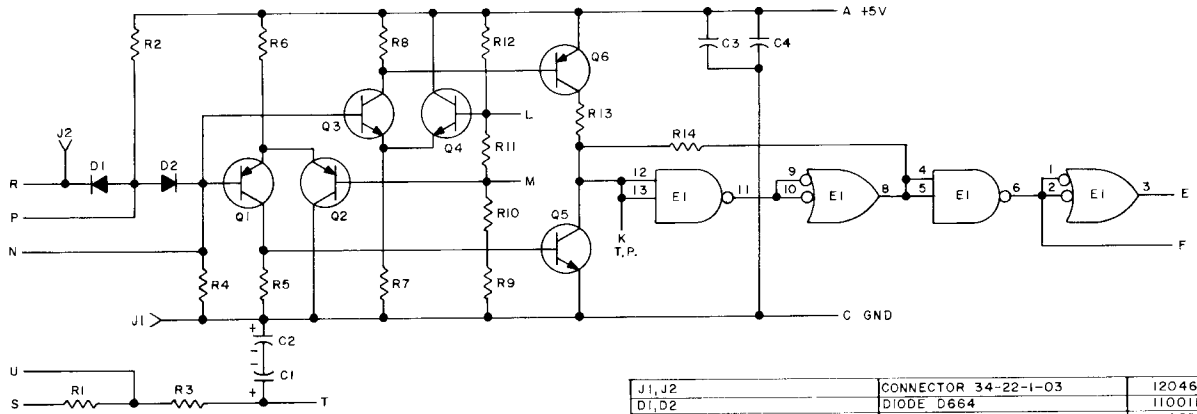 A +5V
R2
R6
R8
R12
C3
C4
Q6
J2
Q3
Q4
L
R13
D1
D2
R11
R14
R
Q1
Q2
M
12
13
E1
11
9
10
E1
8
4
5
E1
6
1
2
E1
3
E
P
R10
Q5
K
T.P.
N
F
R4
R5
R7
R9
J1
C GND
+
C2
-
-
C1
+
U
S
R1
R3
T
J1,J2 CONNECTOR 34-22-1-03 12046
D1,D2 DIODE D664 110011